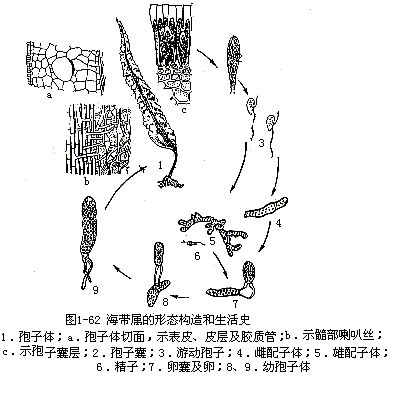 a
b
c
1
3
4
5
6
7
8
9
图1-62 海带属的形态构造和生活史
1．孢子体；a．孢子体切面，示表皮、皮层及胶质管；b．示髓部喇叭丝；
c．示孢子囊层；2．孢子囊；3．游动孢子；4．雌配子体；5．雄配子体；
6．精子；7．卵囊及卵；8、9．幼孢子体